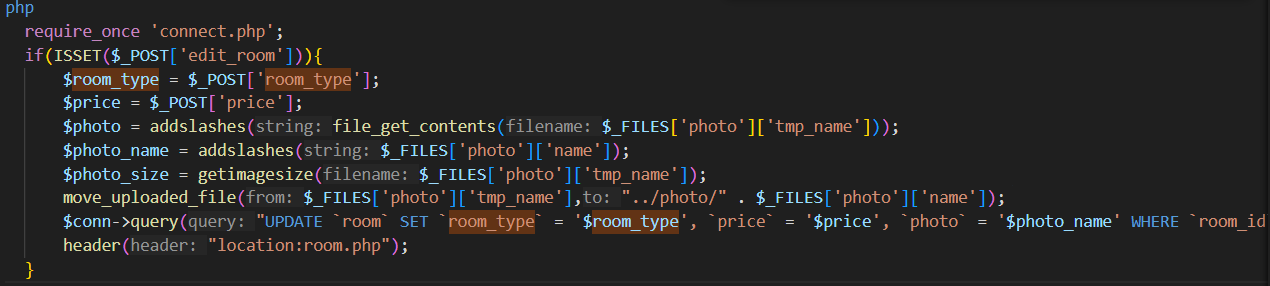 php
require_once 'connect.php';
if(ISSET($_POST['edit_room'])){
$room_type = $_POST['room_type'];
$price = $_POST['price'];
$photo = addslashes(string: file_get_contents(filename: $_FILES['photo']['tmp_name']));
$photo_name = addslashes(string: $_FILES['photo']['name']);
$photo_size = getimagesize(filename: $_FILES['photo']['tmp_name']);
move_uploaded_file(from: $_FILES['photo']['tmp_name'],to: "../photo/" . $_FILES['photo']['name']);
$conn->query(query: "UPDATE `room` SET `room_type` = '$room_type', `price` = '$price', `photo` = '$photo_name' WHERE `room_id
header(header: "location:room.php");
}